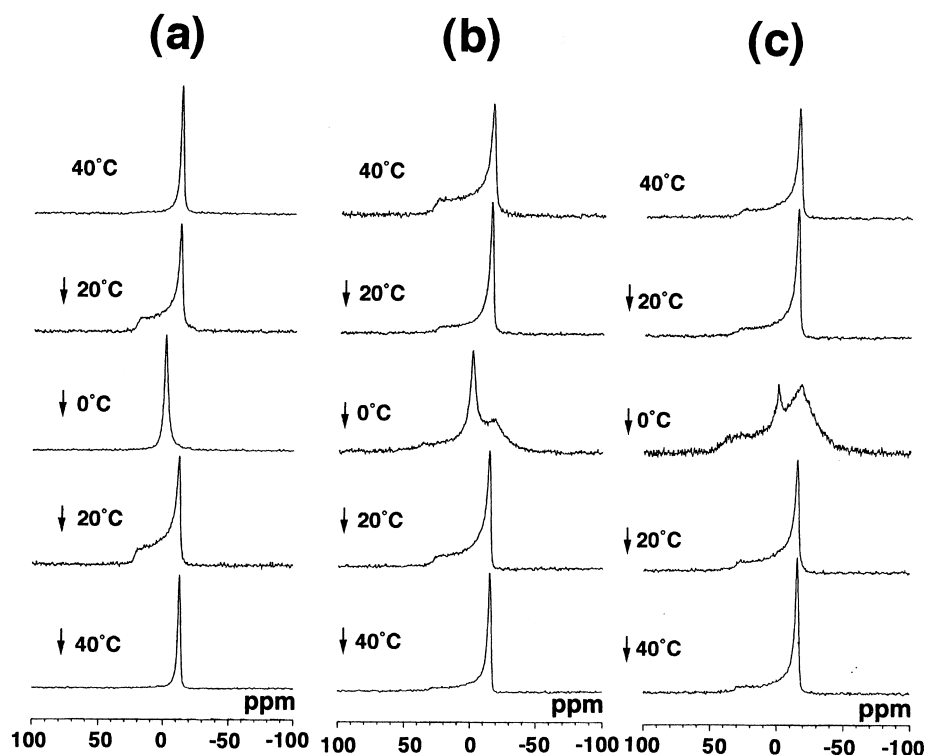 (a) (b) (c)
40°C 40°C 40°C
↓ 20°C ↓ 20°C ↓ 20°C
↓ 0°C ↓ 0°C ↓ 0°C
↓ 20°C ↓ 20°C ↓ 20°C
↓ 40°C ↓ 40°C ↓ 40°C
ppm ppm ppm
100 50 0 -50 -100 100 50 0 -50 -100 100 50 0 -50 -100